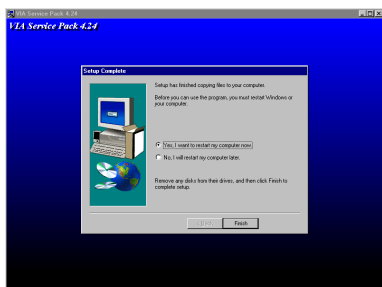 VIA Service Pack 4.24
VIA Service Pack 4.24
Setup Complete
Setup has finished copying files to your computer.
Before you can use the program, you must restart Windows or
your computer.
Yes, I want to restart my computer now.
No, I will restart my computer later.
Remove any disks from their drives, and then click Finish to
complete setup.
< Back
Finish